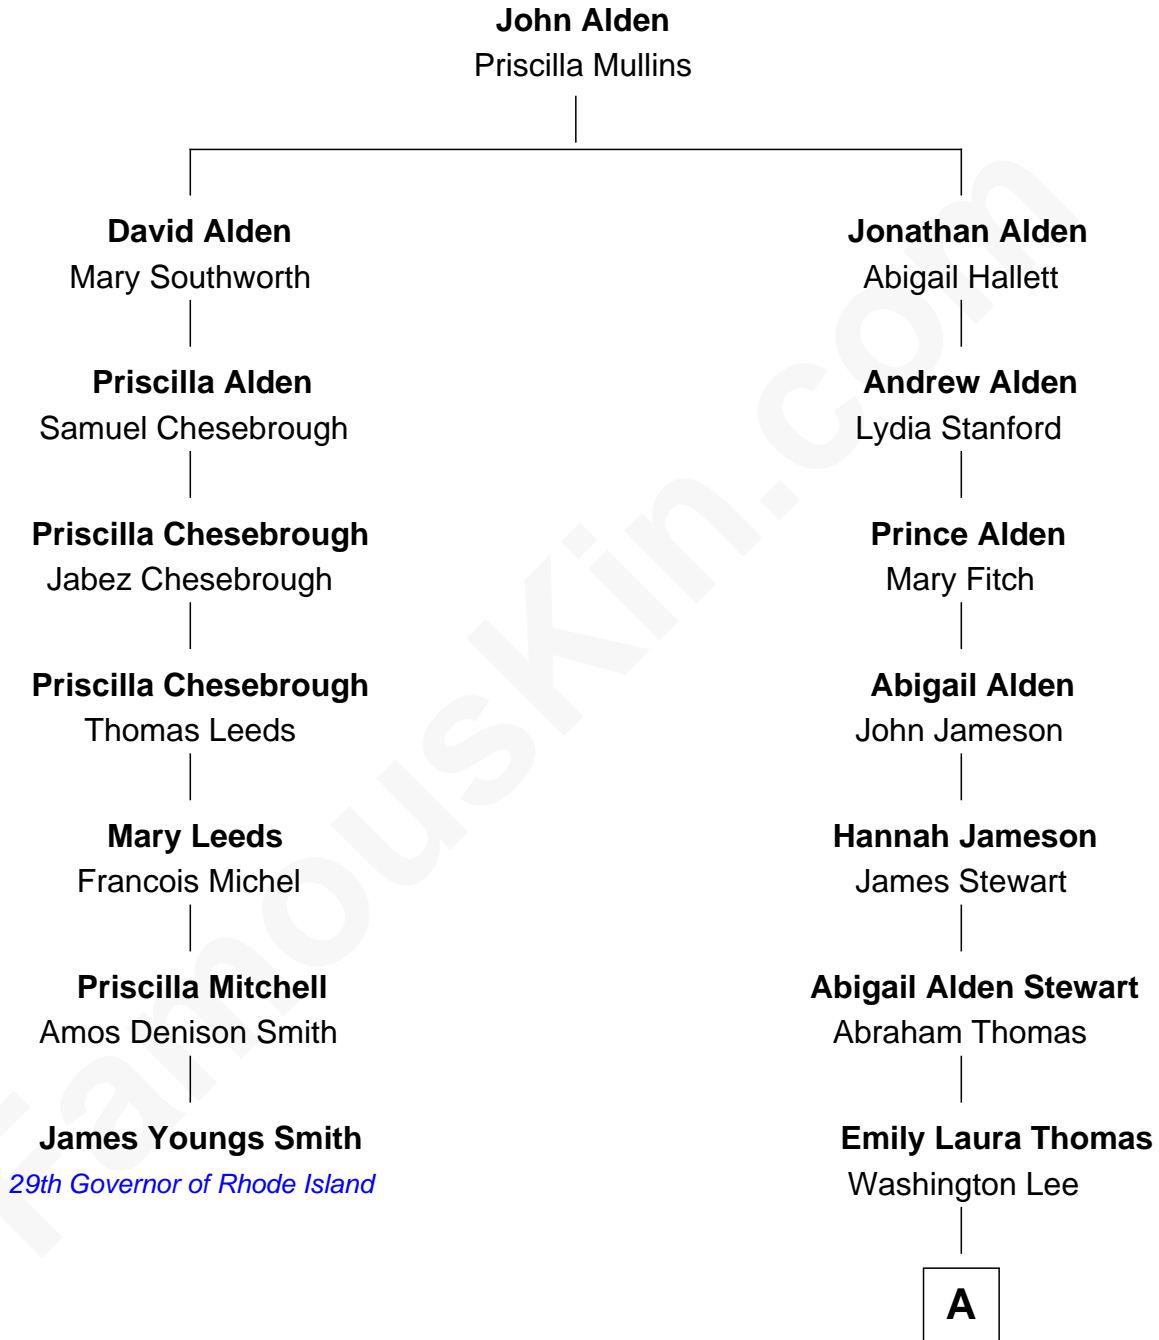 John Alden
Priscilla Mullins
David Alden
Mary Southworth
Jonathan Alden
Abigail Hallett
Priscilla Alden
Samuel Chesebrough
Andrew Alden
Lydia Stanford
Priscilla Chesebrough
Jabez Chesebrough
Prince Alden
Mary Fitch
Priscilla Chesebrough
Thomas Leeds
Abigail Alden
John Jameson
Mary Leeds
Francois Michel
Hannah Jameson
James Stewart
Priscilla Mitchell
Amos Denison Smith
Abigail Alden Stewart
Abraham Thomas
James Youngs Smith
29th Governor of Rhode Island
Emily Laura Thomas
Washington Lee
A
FamousKin.com